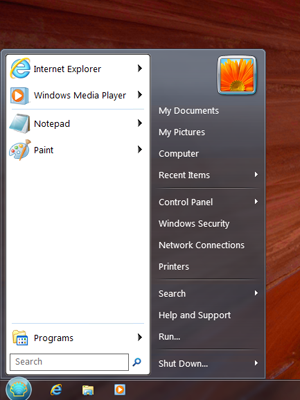 Internet Explorer
Windows Media Player
Notepad
Paint
Programs
Search
My Documents
My Pictures
Computer
Recent Items
Control Panel
Windows Security
Network Connections
Printers
Search
Help and Support
Run...
Shut Down...